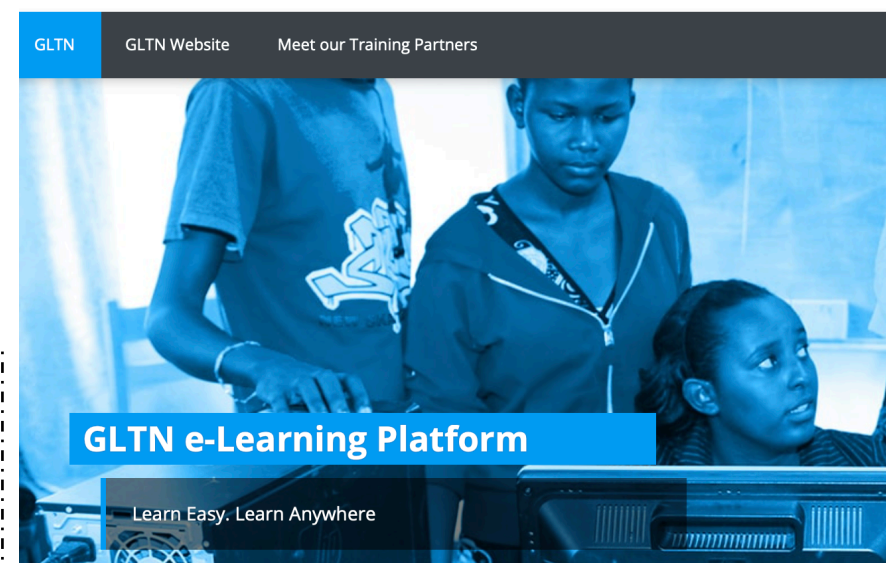 GLTN GLTN Website Meet our Training Partners
GLTN e-Learning Platform
Learn Easy. Learn Anywhere